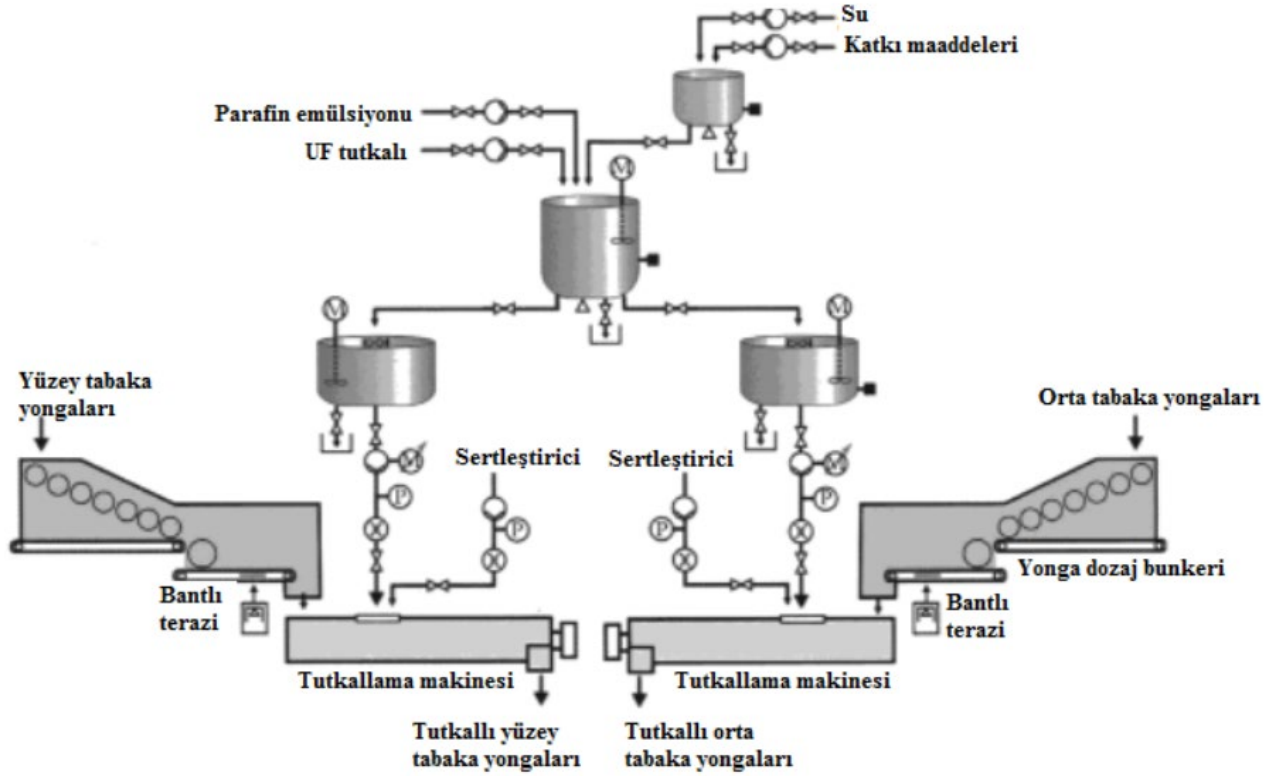 Su
Katkı maaddeleri
Parafin emülsiyonu
UF tutkalı
M
M
M
Yüzey tabaka
yongaları
Orta tabaka yongaları
Sertleştirici
Sertleştirici
M
M
P
P
P
P
Yonga dozaj bunkeri
Bantlı
terazi
Bantlı
terazi
Tutkallama makinesi
Tutkallama makinesi
Tutkallı yüzey
tabaka yongaları
Tutkallı orta
tabaka yongaları